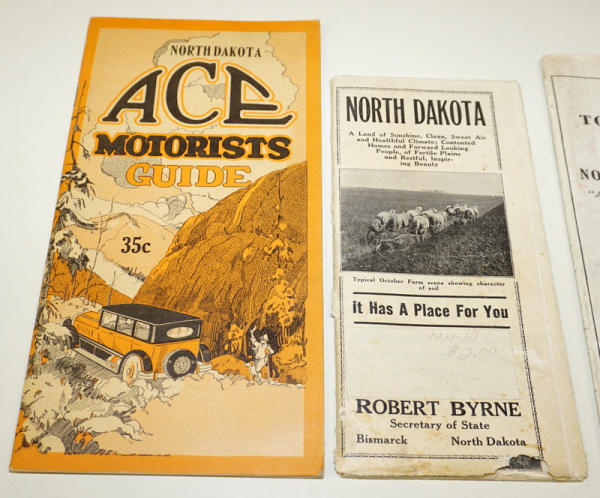 NORTH DAKOTA
ACE
MOTORISTS
GUIDE
35c
NORTH DAKOTA
A Land of Sunshine, Clean, Sweet Air
and Healthful Climate; Contented
Homes and Forward Looking
People, of Fertile Plains
and Restful, Inspir-
ing Beauty
Typical October Farm scene showing character
of soil
it Has A Place For You
$2.00
ROBERT BYRNE
Secretary of State
Bismarck North Dakota
TO
NO
"A